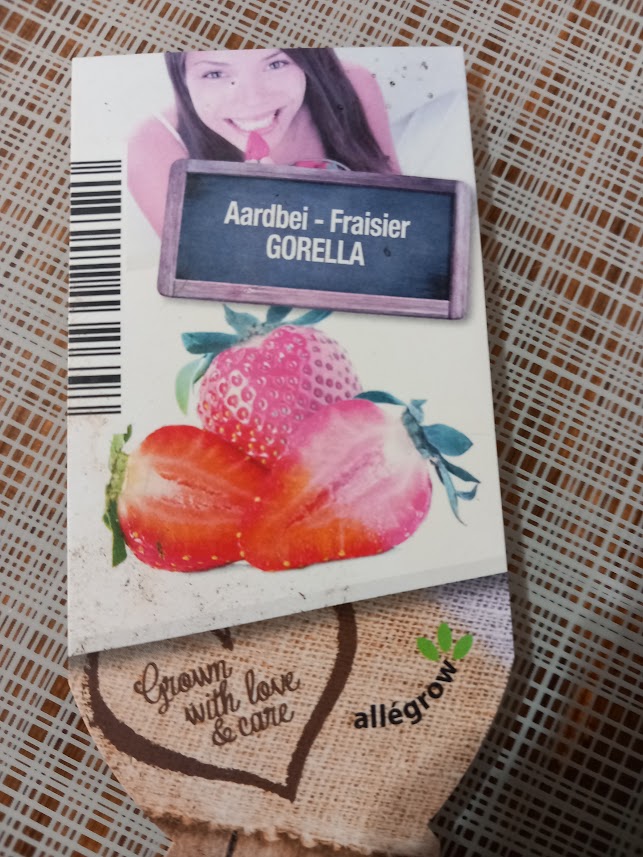 Aardbei - Fraisier
GORELLA
Grown
with love
& care
allégrow